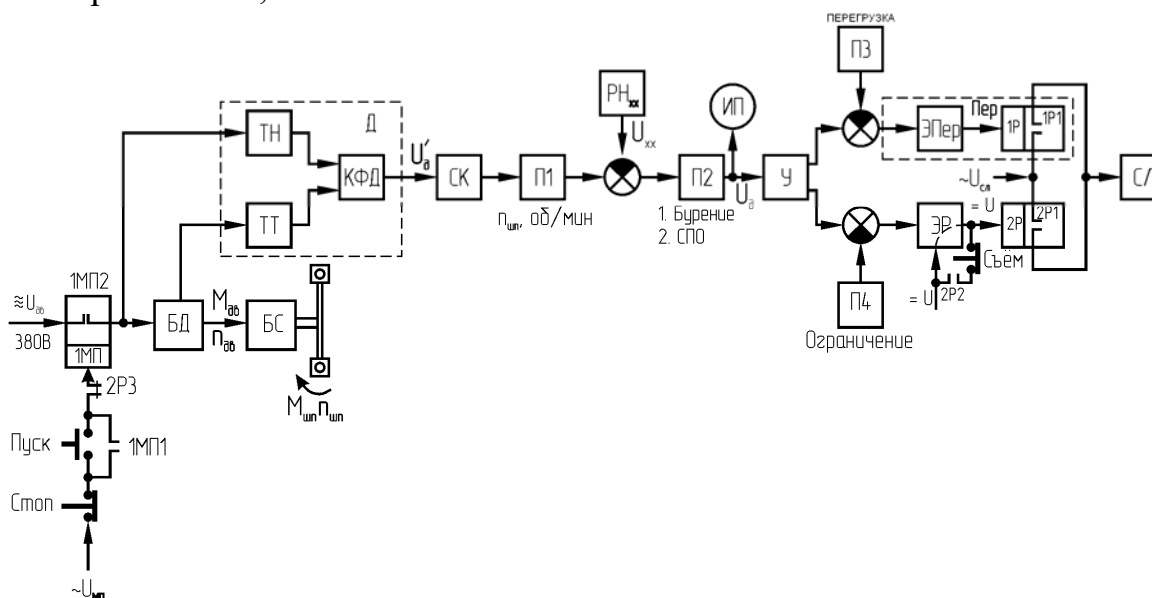 ПЕРЕГРУЗКА
П3
РНхх
Uхх
ИП
ТН
Д
КФД
ТТ
U'д
СК
П1
nшп, об/мин
П2
Uд
1. Бурение
2. СПО
У
ЭПер
Пер
1Р
1Р1
~Uсл
= U
СЛ
ЭР
2Р
2Р1
Съём
2Р2
= U
П4
Ограничение
1МП2
≈Uдв
380В
1МП
БД
Mдв
nдв
БС
Mшп nшп
2Р3
Пуск
1МП1
Стоп
~Uмп